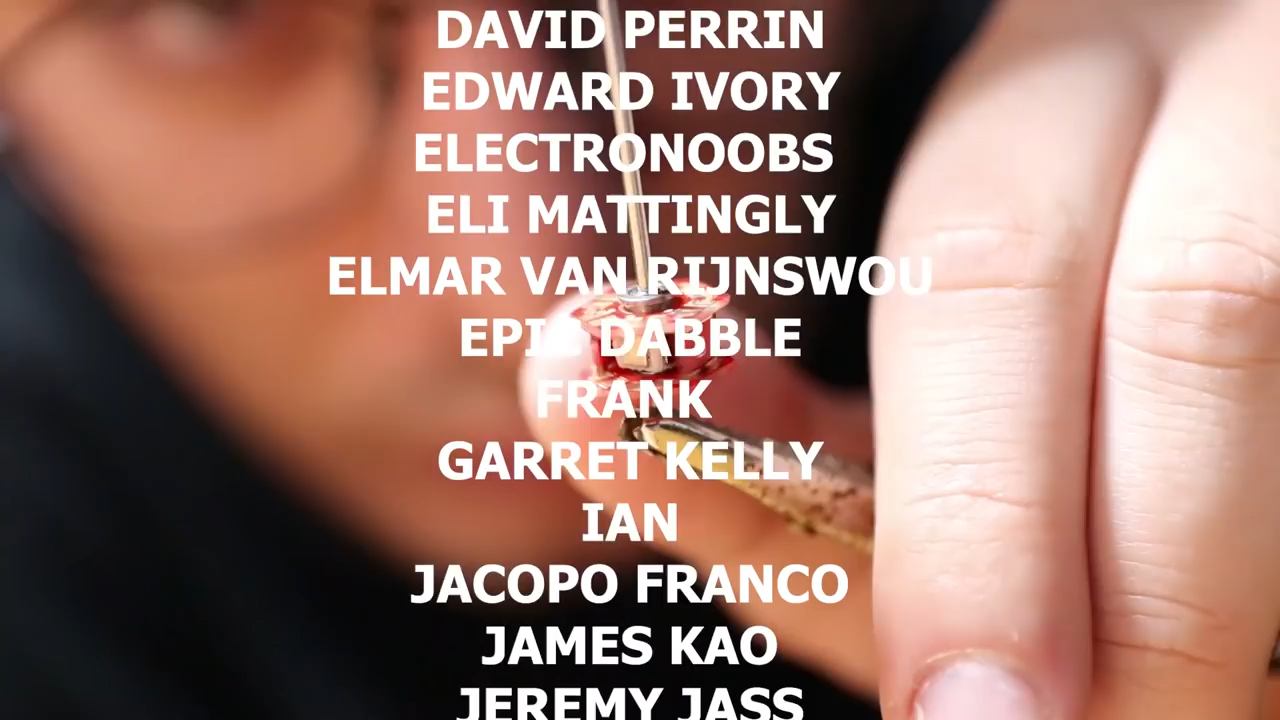 DAVID PERRIN
EDWARD IVORY
ELECTRONOOBS
ELI MATTINGLY
ELMAR VAN RIJNSWOU
EPIC DABBLE
FRANK
GARRET KELLY
IAN
JACOPO FRANCO
JAMES KAO
JEREMY JASS